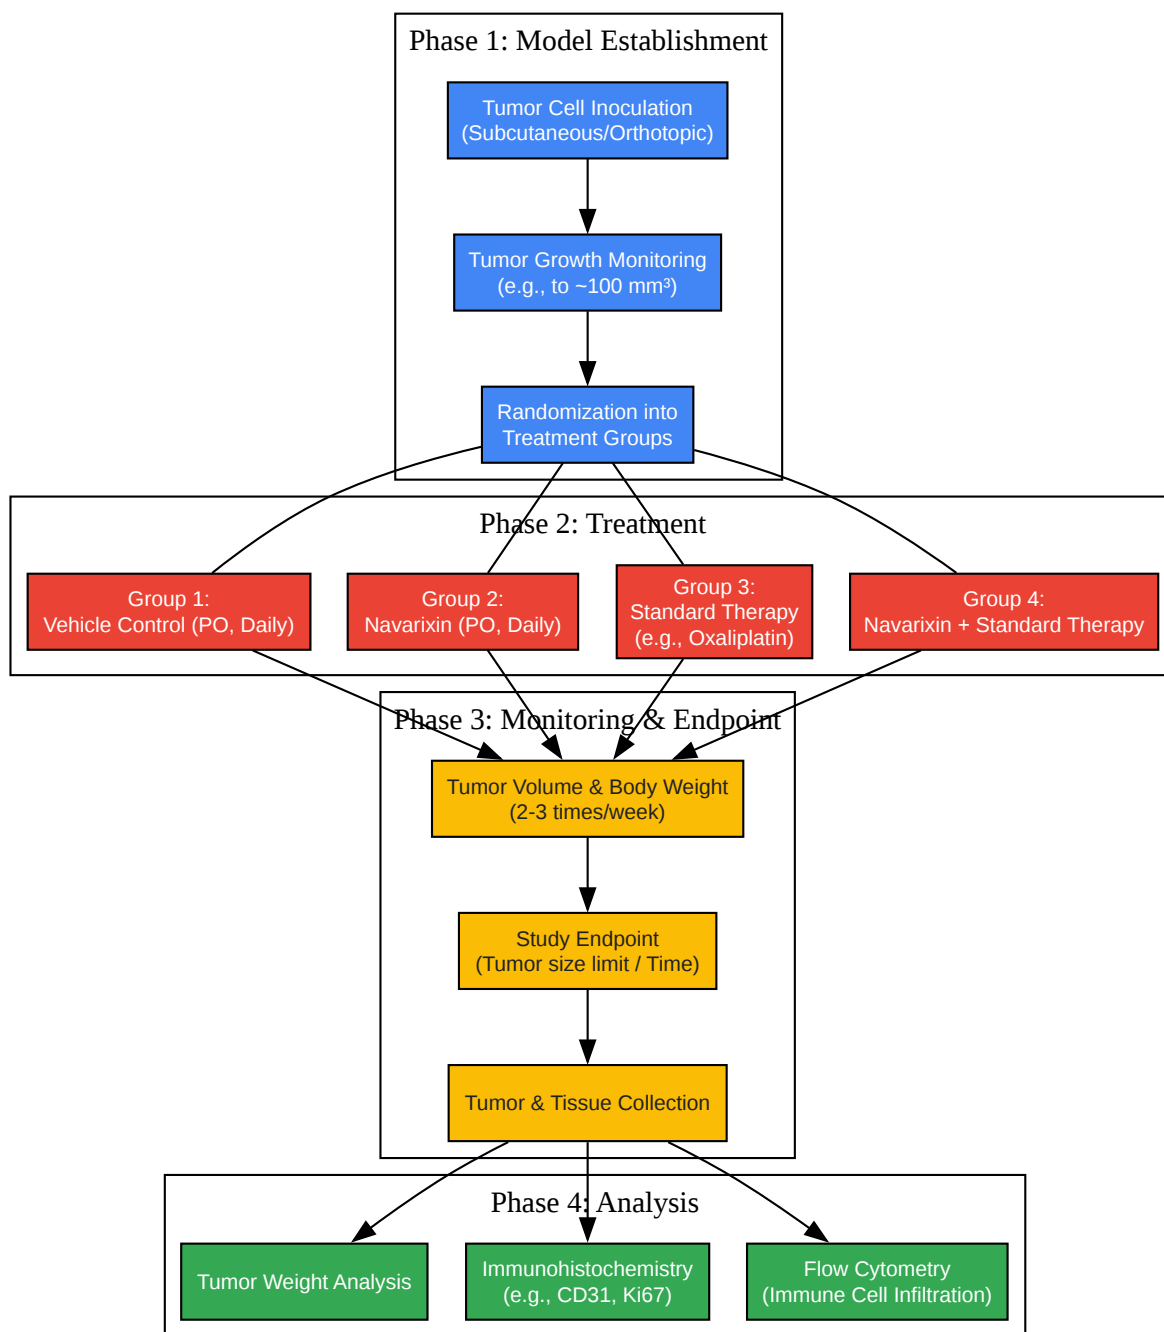 Phase 1: Model Establishment
Tumor Cell Inoculation
(Subcutaneous/Orthotopic)
Tumor Growth Monitoring
(e.g., to ~100 mm³)
Randomization into
Treatment Groups
Phase 2: Treatment
Group 1:
Vehicle Control (PO, Daily)
Group 2:
Navarixin (PO, Daily)
Group 3:
Standard Therapy
(e.g., Oxaliplatin)
Group 4:
Navarixin + Standard Therapy
Phase 3: Monitoring & Endpoint
Tumor Volume & Body Weight
(2-3 times/week)
Study Endpoint
(Tumor size limit / Time)
Tumor & Tissue Collection
Phase 4: Analysis
Tumor Weight Analysis
Immunohistochemistry
(e.g., CD31, Ki67)
Flow Cytometry
(Immune Cell Infiltration)